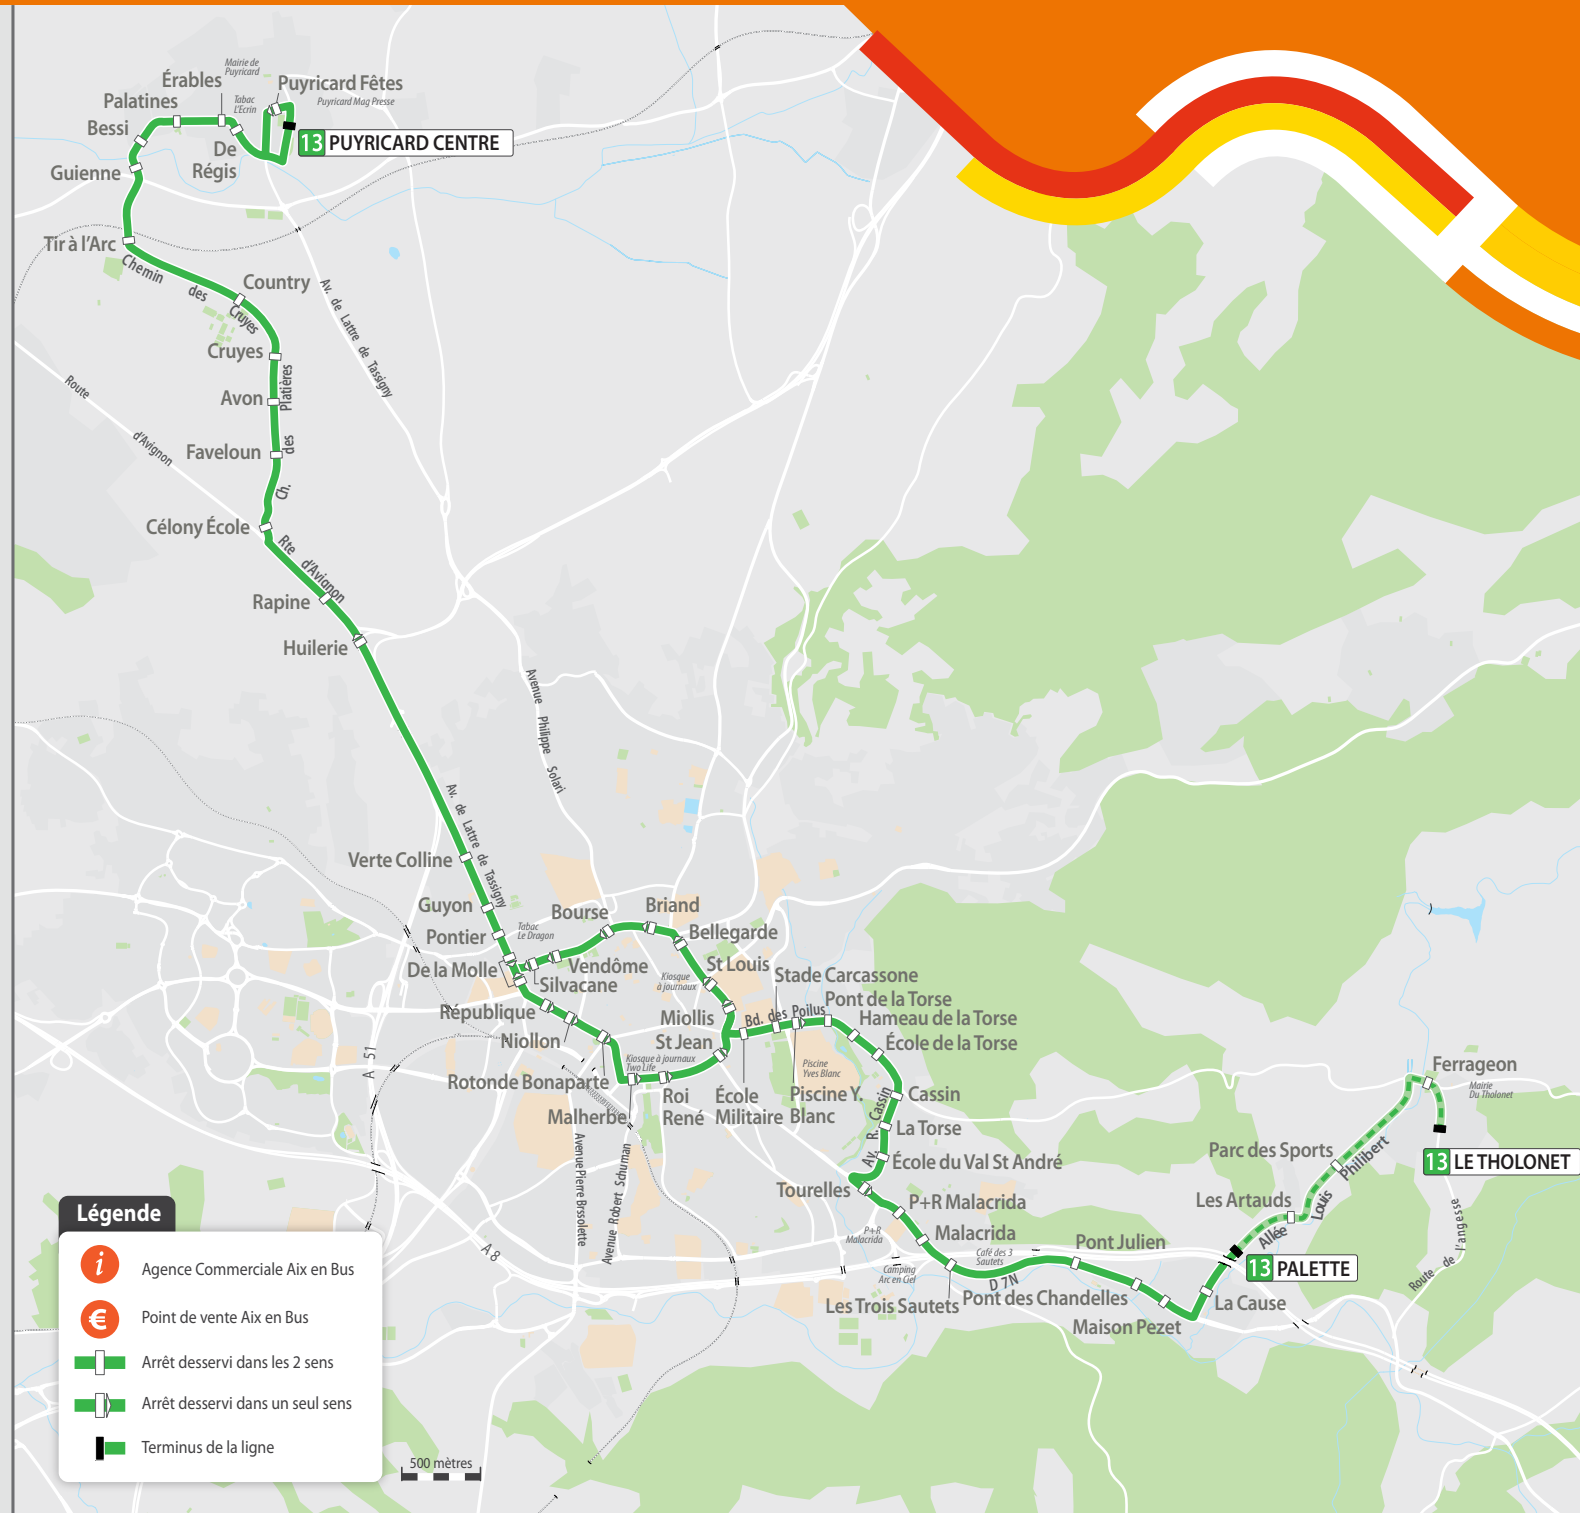 Mairie de
Puyricard
Érables
Puyricard Fêtes
Palatines
Tabac
L'Ecrin
Puyricard Mag Presse
Bessi
13 PUYRICARD CENTRE
De
Régis
Guienne
Tir à l'Arc
Chemin des Cruyes
Country
Av. de Lattre de Tassigny
Cruyes
Platières
Avon
Route d'Avignon
Faveloun
des
Ch.
Célony École
Rte d'Avignon
Rapine
Huilerie
Avenue Philippe Solari
Av. de Lattre de Tassigny
Verte Colline
Guyon
Bourse
Briand
Pontier
Tabac
Le Dragon
Bellegarde
De la Molle
Vendôme
St Louis
Silvacane
Kiosque
à journaux
Stade Carcassone
République
Miollis
Bd. des Poilus
Pont de la Torse
Hameau de la Torse
Niollon
St Jean
École de la Torse
A 51
Kiosque à journaux
Two Life
Piscine
Yves Blanc
Rotonde Bonaparte
Ferrageon
Malherbe
Roi
René
École
Militaire
Piscine Y.
Blanc
Cassin
Mairie
Du Tholonet
Av. R. Cassin
La Torse
Avenue Pierre Brssolette
Avenue Robert Schuman
École du Val St André
Parc des Sports
13 LE THOLONET
Tourelles
P+R Malacrida
Les Artauds
Allée Louis Philibert
P+R
Malacrida
Malacrida
Route de l'angesse
A 8
Café des 3
Sautets
Pont Julien
Camping
Arc en Ciel
13 PALETTE
D 7N
Les Trois Sautets
Pont des Chandelles
La Cause
Maison Pezet
Légende
i
Agence Commerciale Aix en Bus
€
Point de vente Aix en Bus
Arrêt desservi dans les 2 sens
Arrêt desservi dans un seul sens
Terminus de la ligne
500 mètres